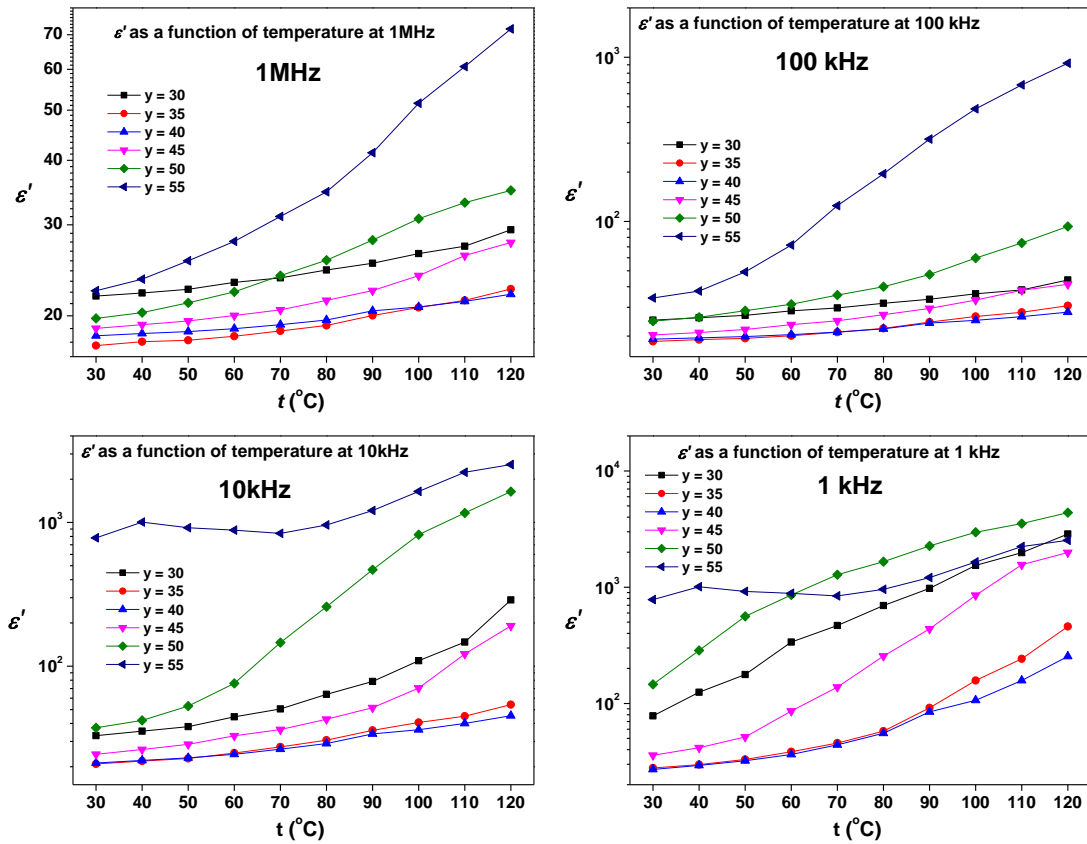 ε' as a function of temperature at 1MHz
1MHz
y = 30
y = 35
y = 40
y = 45
y = 50
y = 55
70
60
50
40
30
20
ε'
30 40 50 60 70 80 90 100 110 120
t (°C)
ε' as a function of temperature at 100 kHz
100 kHz
y = 30
y = 35
y = 40
y = 45
y = 50
y = 55
10³
10²
ε'
30 40 50 60 70 80 90 100 110 120
t (°C)
ε' as a function of temperature at 10kHz
10kHz
y = 30
y = 35
y = 40
y = 45
y = 50
y = 55
10³
10²
ε'
30 40 50 60 70 80 90 100 110 120
t (°C)
ε' as a function of temperature at 1 kHz
1 kHz
y = 30
y = 35
y = 40
y = 45
y = 50
y = 55
10⁴
10³
10²
ε'
30 40 50 60 70 80 90 100 110 120
t (°C)